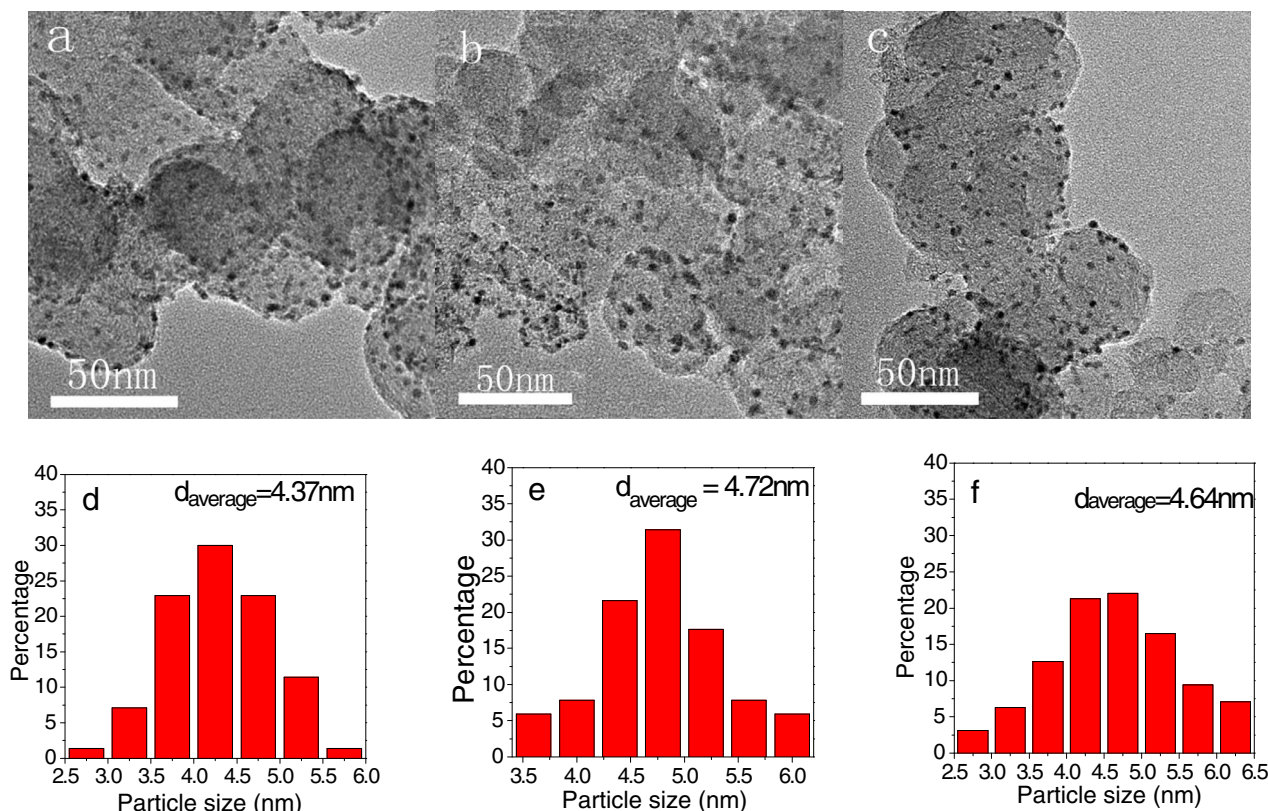 a
50nm
b
50nm
c
50nm
d
daverage=4.37nm
Percentage
40
35
30
25
20
15
10
5
0
2.5 3.0 3.5 4.0 4.5 5.0 5.5 6.0
Particle size (nm)
e
daverage = 4.72nm
Percentage
40
35
30
25
20
15
10
5
0
3.5 4.0 4.5 5.0 5.5 6.0
Particle size (nm)
f
daverage=4.64nm
Percentage
40
35
30
25
20
15
10
5
0
2.5 3.0 3.5 4.0 4.5 5.0 5.5 6.0 6.5
Particle size (nm)